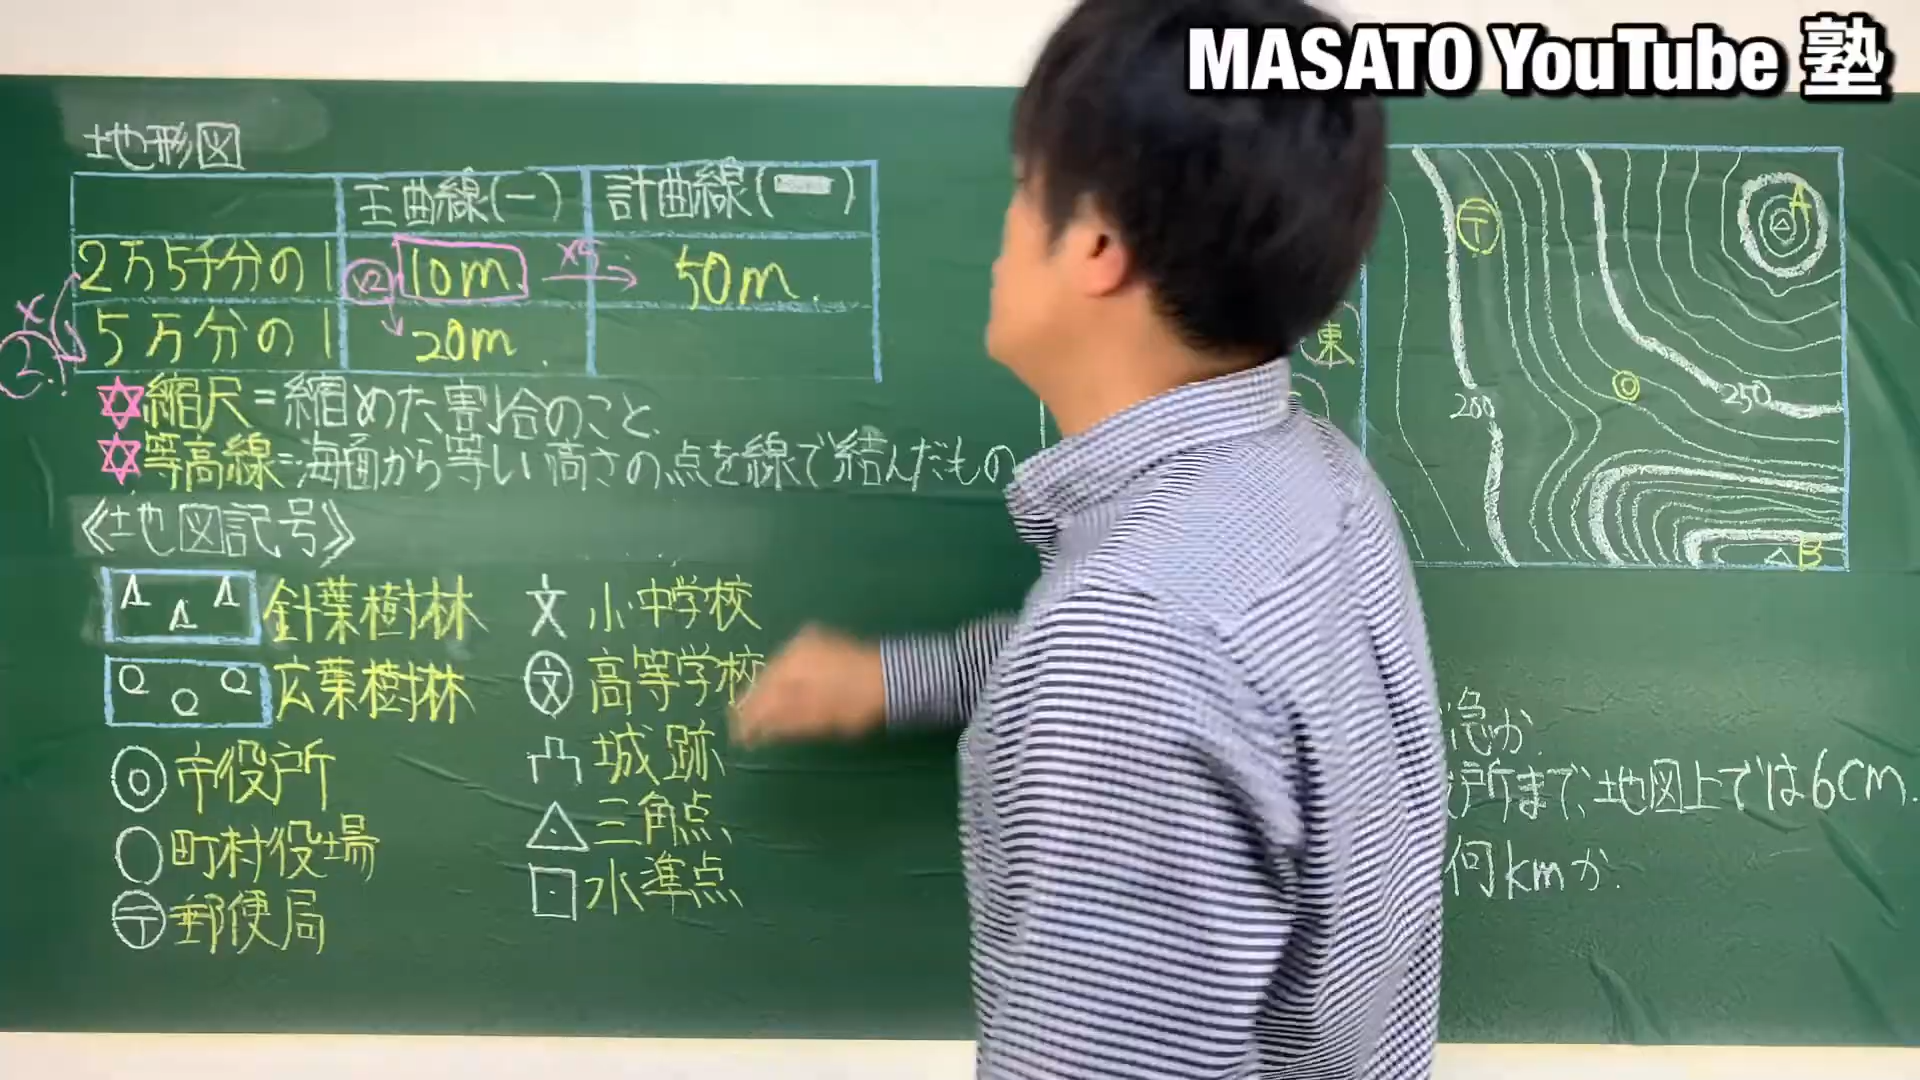 MASATO YouTube 塾
地形図
主曲線(ー) 計曲線( )
2万5千分の1 ×2 10m ×5 50m
5万分の1 20m
×2
☆縮尺=縮めた割合のこと
☆等高線=海面から等しい高さの点を線で結んだもの
《地図記号》
針葉樹林
広葉樹林
市役所
町村役場
〒郵便局
文 小中学校
文 高等学校
城跡
三角点
水準点
東
〒
A
200
250
B
急か.
所まで、地図上では6cm.
何kmか.